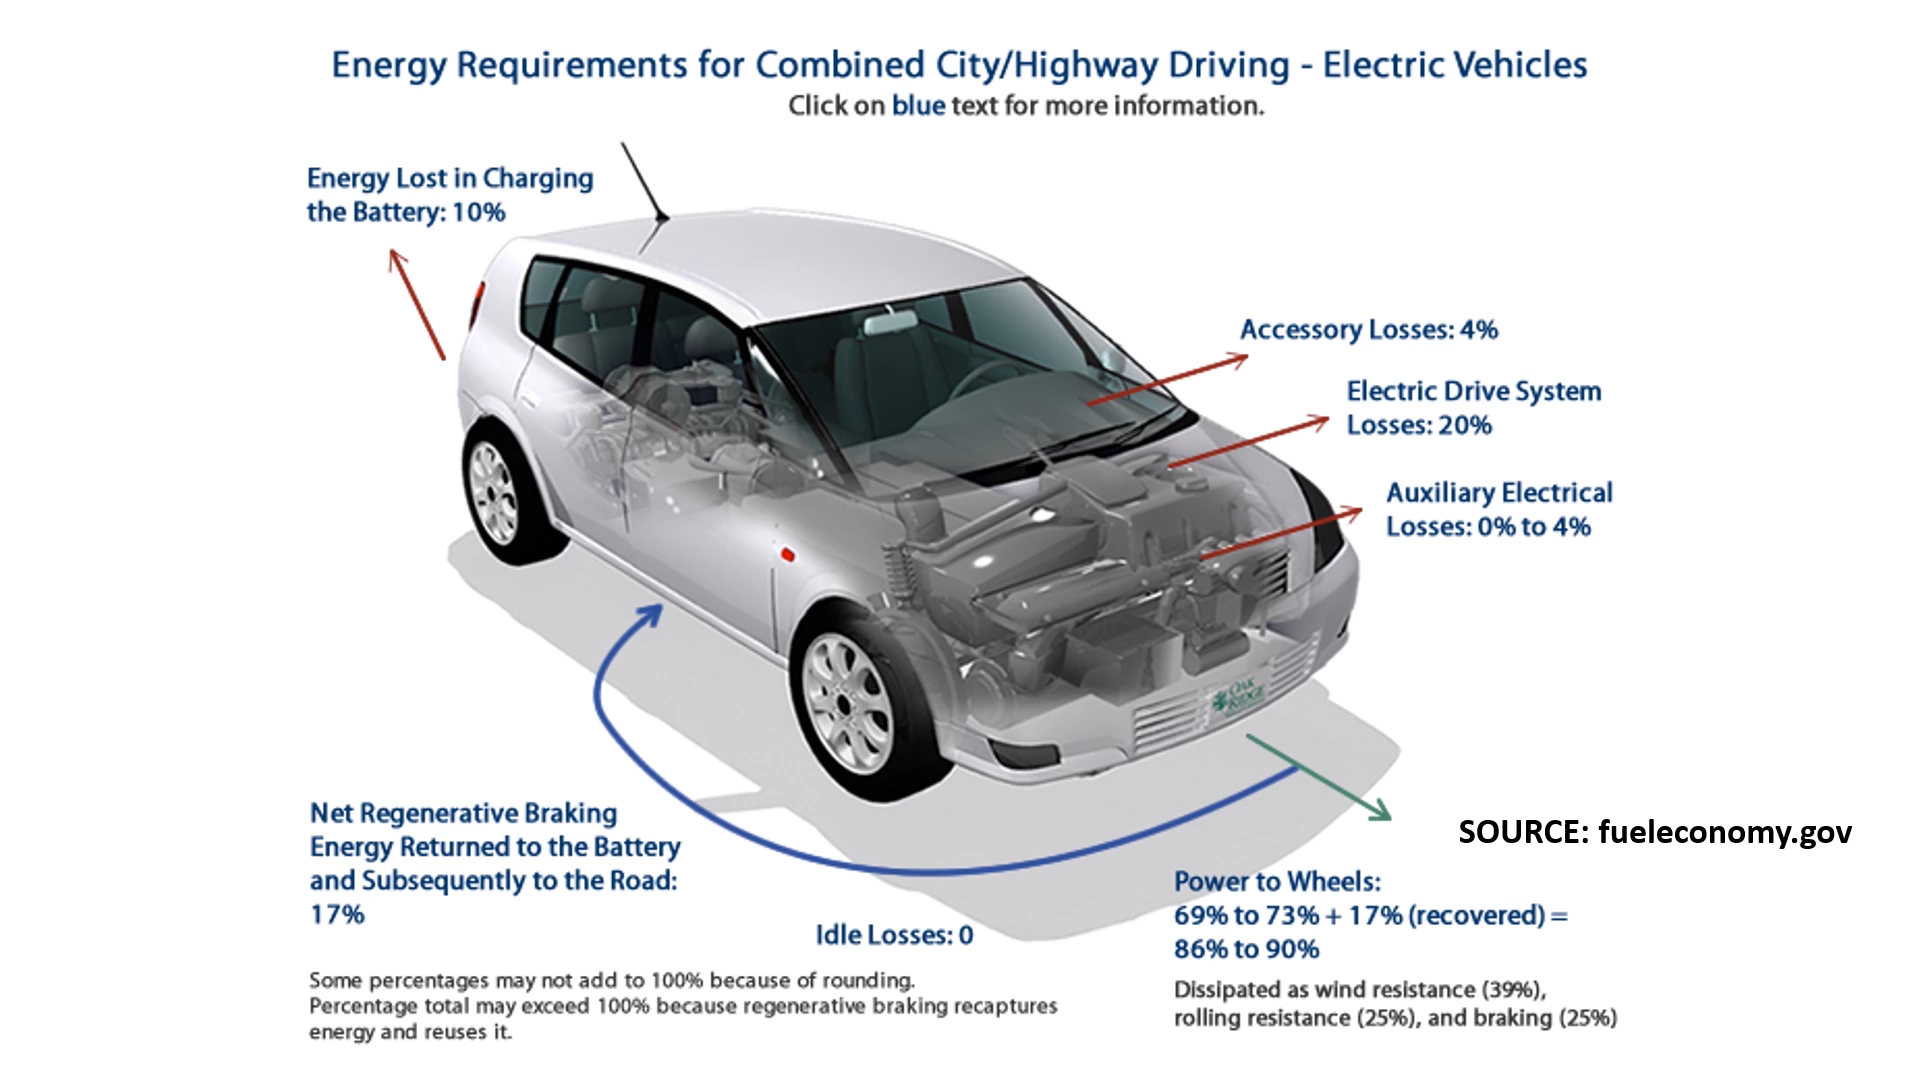 Energy Requirements for Combined City/Highway Driving - Electric Vehicles
Click on blue text for more information.
Energy Lost in Charging
the Battery: 10%
Accessory Losses: 4%
Electric Drive System
Losses: 20%
Auxiliary Electrical
Losses: 0% to 4%
OAK
RIDGE
Net Regenerative Braking
Energy Returned to the Battery
and Subsequently to the Road:
17%
Idle Losses: 0
SOURCE: fueleconomy.gov
Power to Wheels:
69% to 73% + 17% (recovered) =
86% to 90%
Dissipated as wind resistance (39%),
rolling resistance (25%), and braking (25%)
Some percentages may not add to 100% because of rounding.
Percentage total may exceed 100% because regenerative braking recaptures
energy and reuses it.